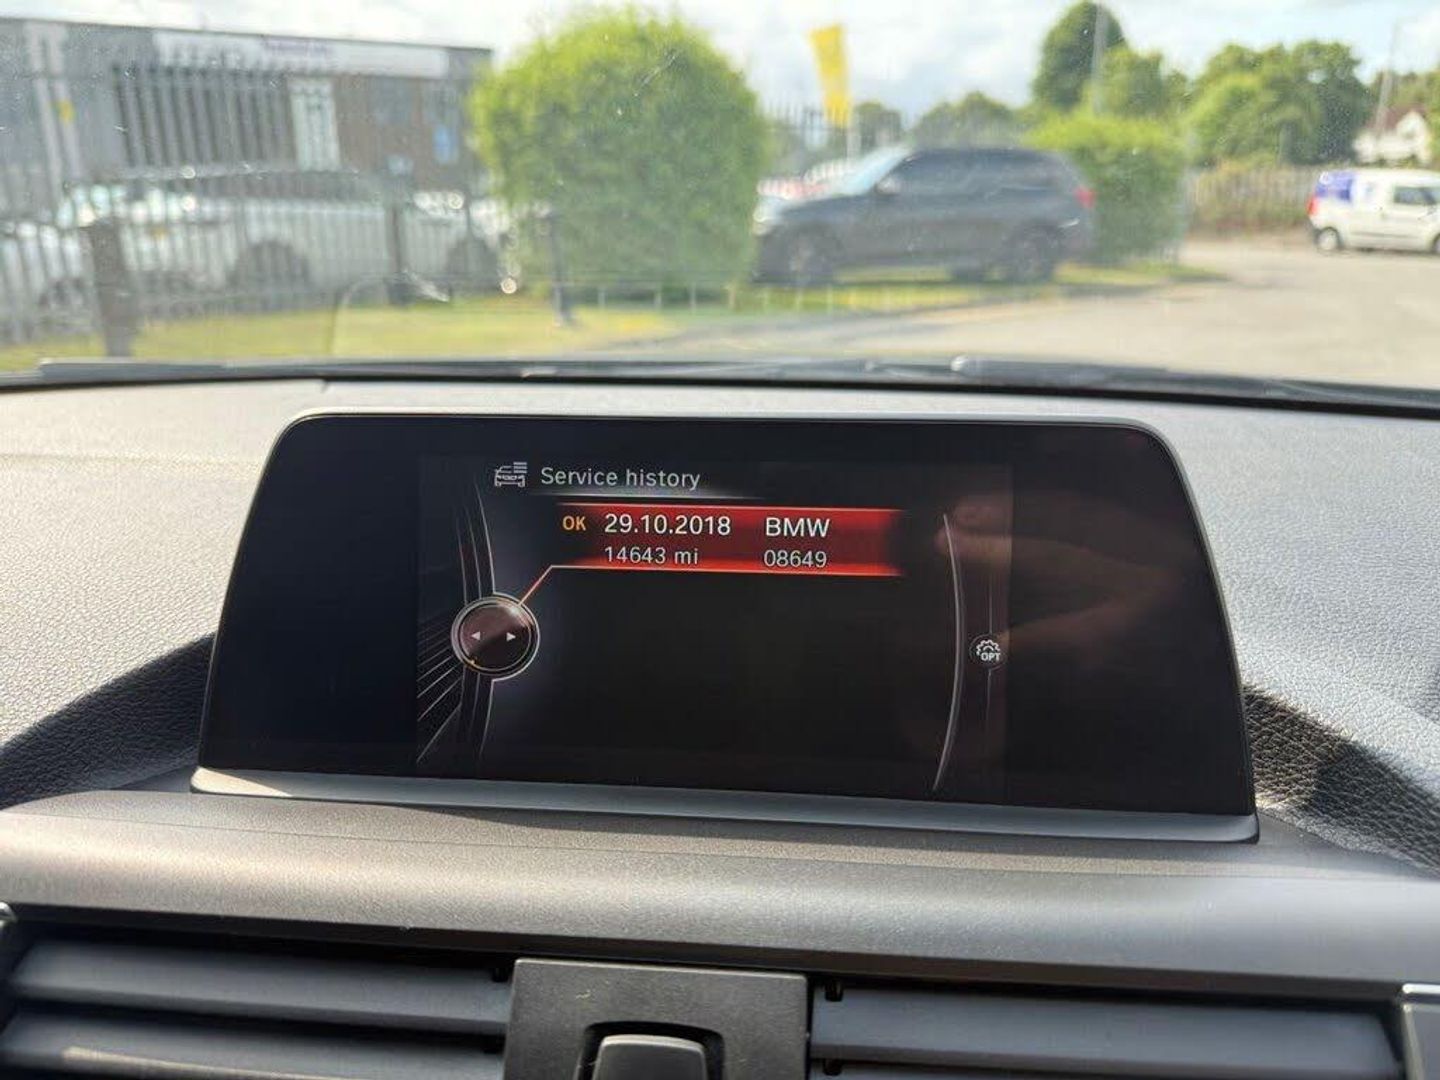 Service history
OK 29.10.2018 BMW
14643 mi 08649
OPT